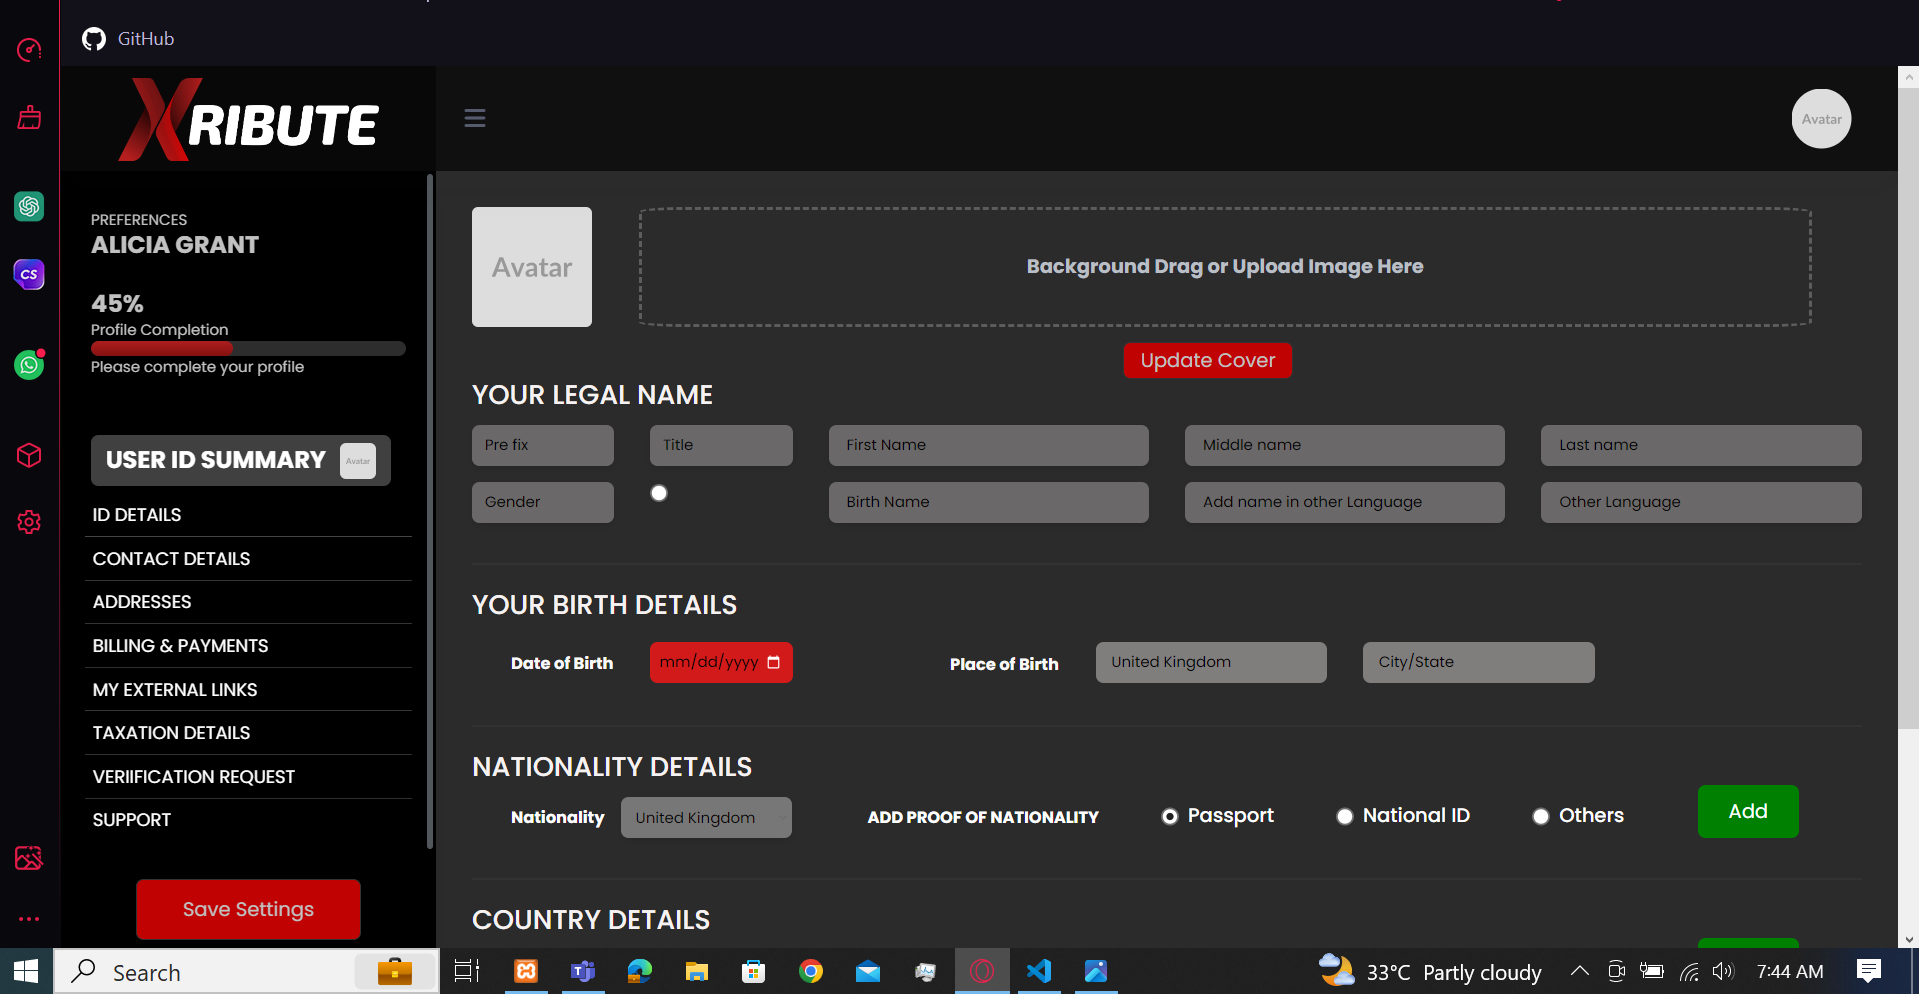 GitHub
XRIBUTE
Avatar
PREFERENCES
ALICIA GRANT
45%
Profile Completion
Please complete your profile
USER ID SUMMARY Avatar
ID DETAILS
CONTACT DETAILS
ADDRESSES
BILLING & PAYMENTS
MY EXTERNAL LINKS
TAXATION DETAILS
VERIIFICATION REQUEST
SUPPORT
Save Settings
Avatar
Background Drag or Upload Image Here
Update Cover
YOUR LEGAL NAME
Pre fix Title First Name Middle name Last name
Gender Birth Name Add name in other Language Other Language
YOUR BIRTH DETAILS
Date of Birth mm/dd/yyyy Place of Birth United Kingdom City/State
NATIONALITY DETAILS
Nationality United Kingdom ADD PROOF OF NATIONALITY Passport National ID Others Add
COUNTRY DETAILS
CS
Search 33°C Partly cloudy 7:44 AM